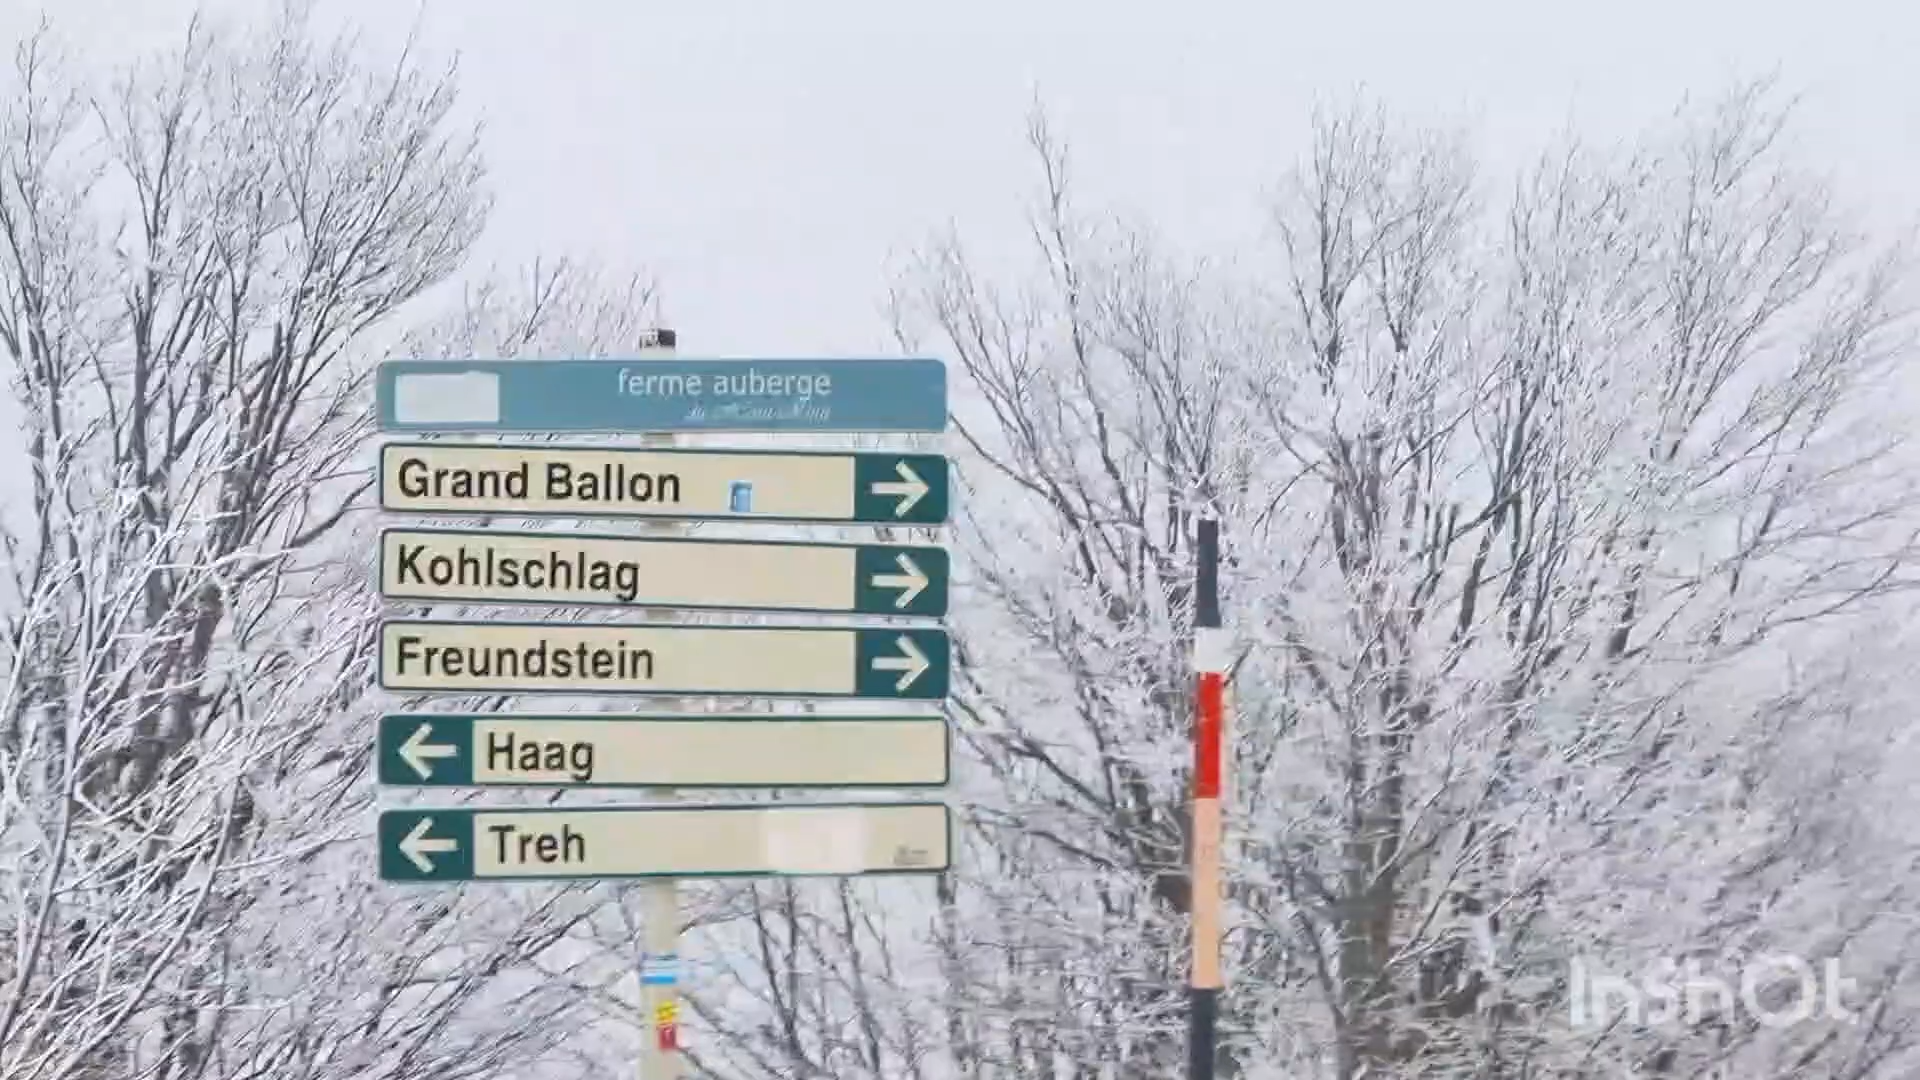 ferme auberge
Grand Ballon
Kohlschlag
Freundstein
Haag
Treh
InShOt